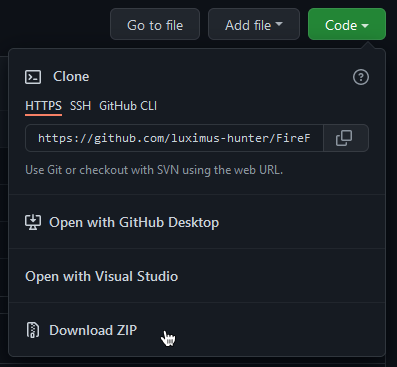 Go to file Add file Code
Clone
HTTPS SSH GitHub CLI
https://github.com/luximus-hunter/FireF
Use Git or checkout with SVN using the web URL.
Open with GitHub Desktop
Open with Visual Studio
Download ZIP